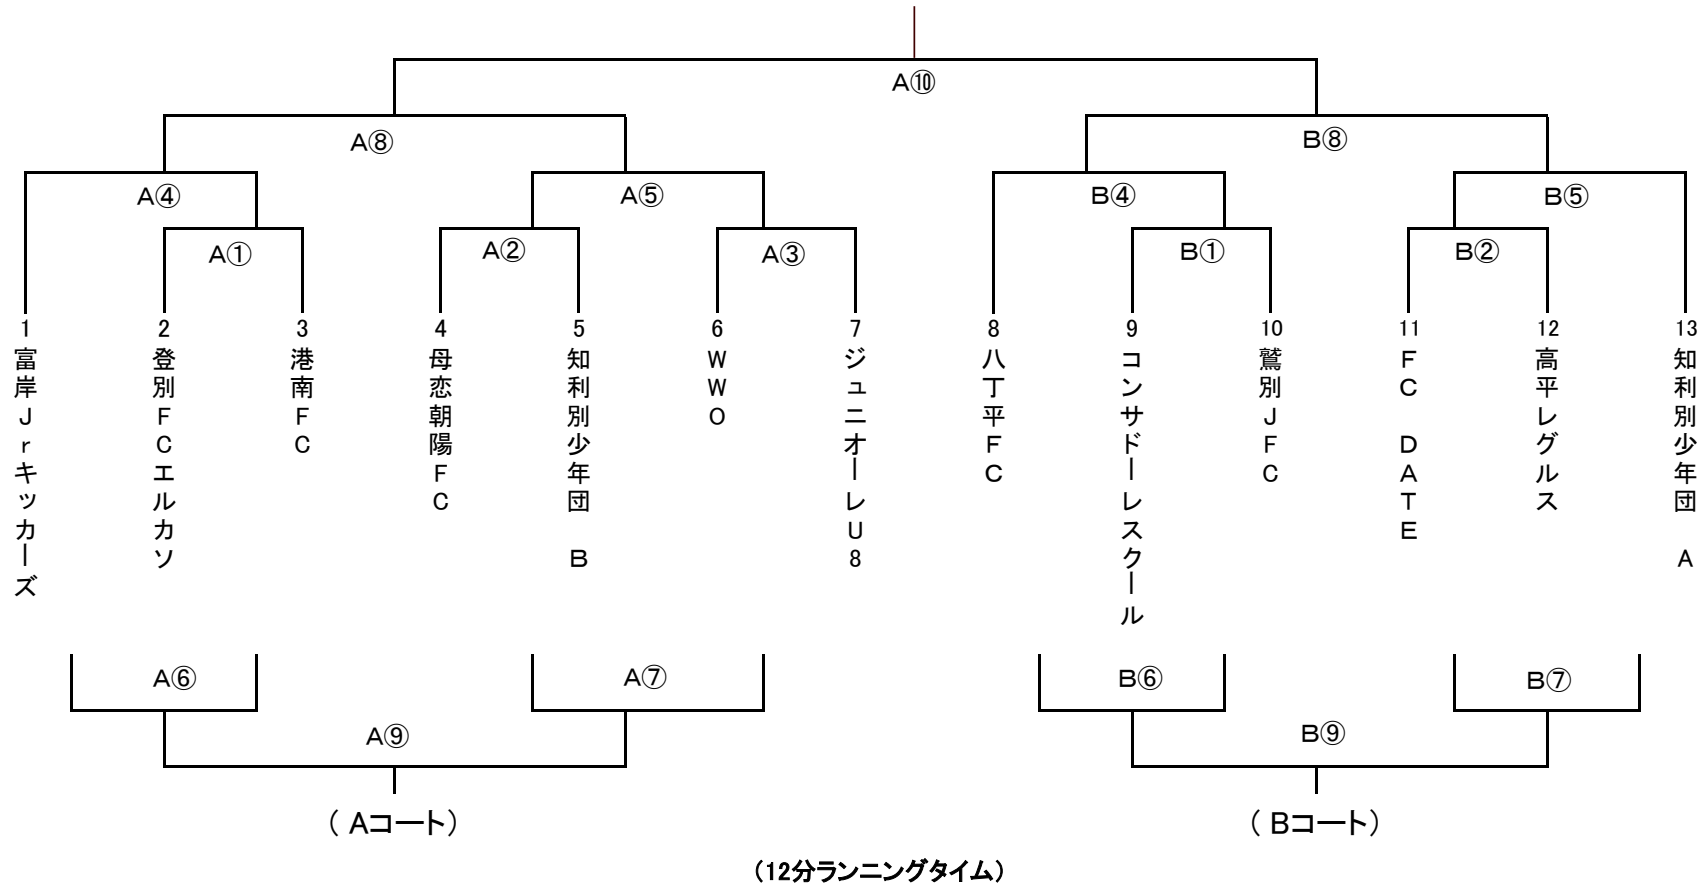 A⑩
A⑧
B⑧
A④
A⑤
B④
B⑤
A①
A②
A③
B①
B②
1
富岸Jrキッカーズ
2
登別FCエルカソ
3
港南FC
4
母恋朝陽FC
5
知利別少年団 B
6
WWO
7
ジュニオーレU8
8
八丁平FC
9
コンサドーレスクール
10
鷲別JFC
11
FC DATE
12
高平レグルス
13
知利別少年団 A
A⑥
A⑦
B⑥
B⑦
A⑨
B⑨
( Aコート)
( Bコート)
(12分ランニングタイム)